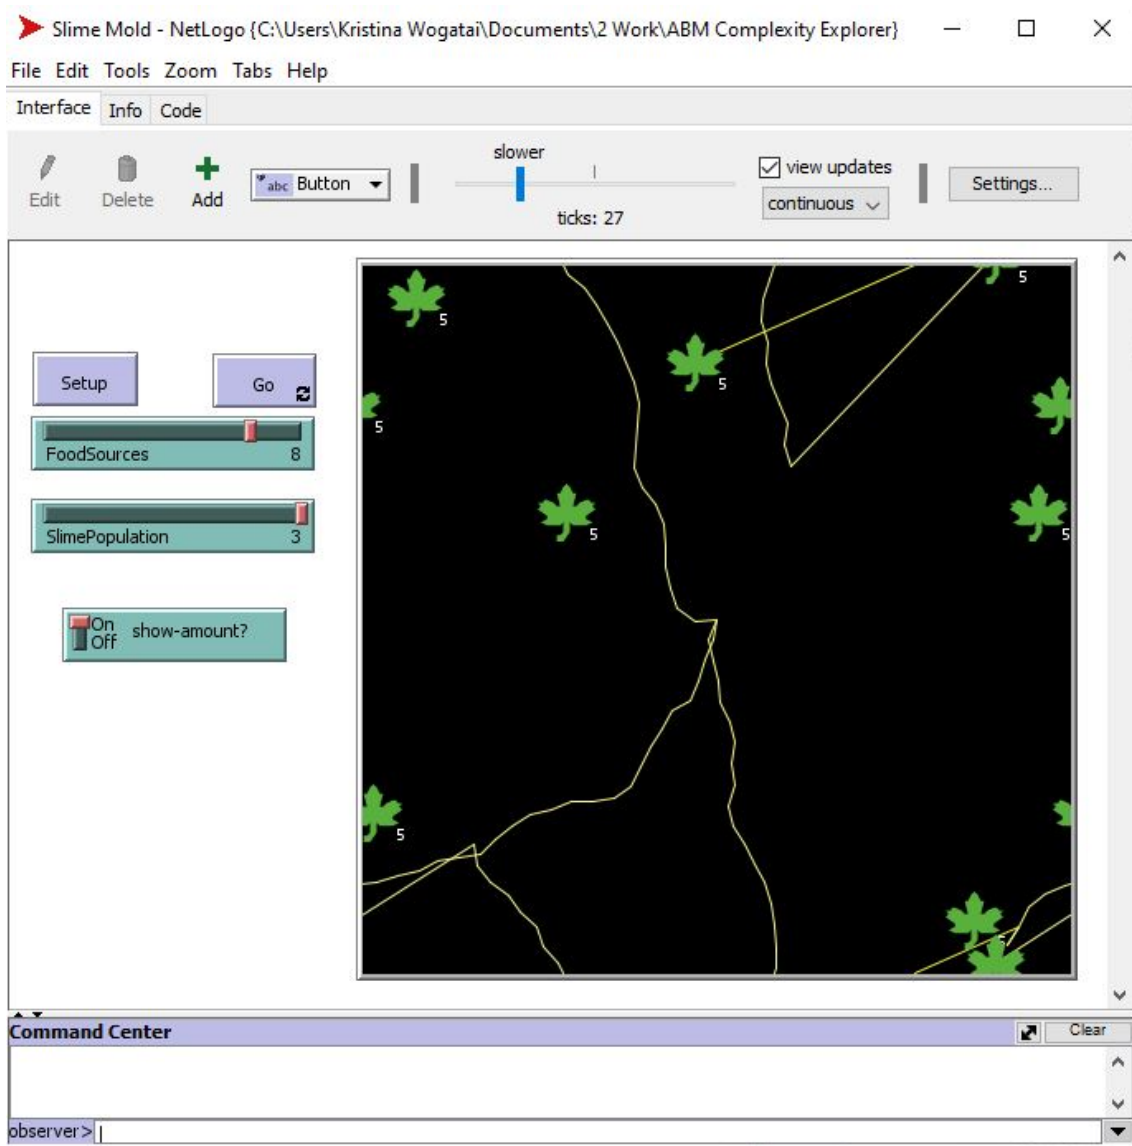 Slime Mold - NetLogo {C:\Users\Kristina Wogatai\Documents\2 Work\ABM Complexity Explorer}
File Edit Tools Zoom Tabs Help
Interface Info Code
Edit Delete Add abc Button slower view updates
ticks: 27 continuous Settings...
5
5
5
5
Setup Go
FoodSources 8
SlimePopulation 3
5
5
On
Off show-amount?
5
5
Command Center Clear
observer>